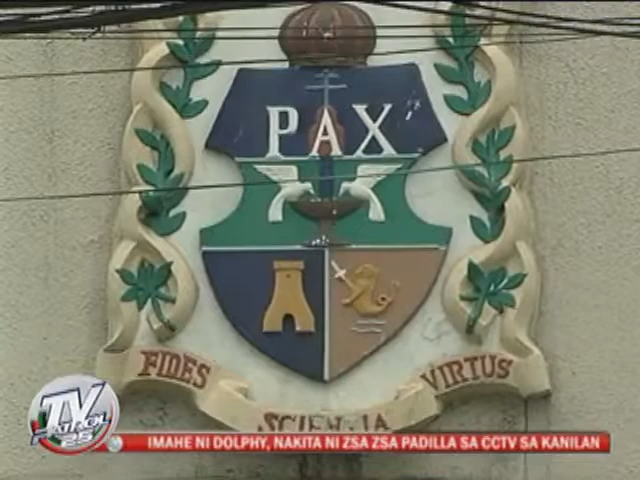 PAX
FIDES
VIRTUS
SCIENTIA
TV
PATROL
25
IMAHE NI DOLPHY, NAKITA NI ZSA ZSA PADILLA SA CCTV SA KANILAN